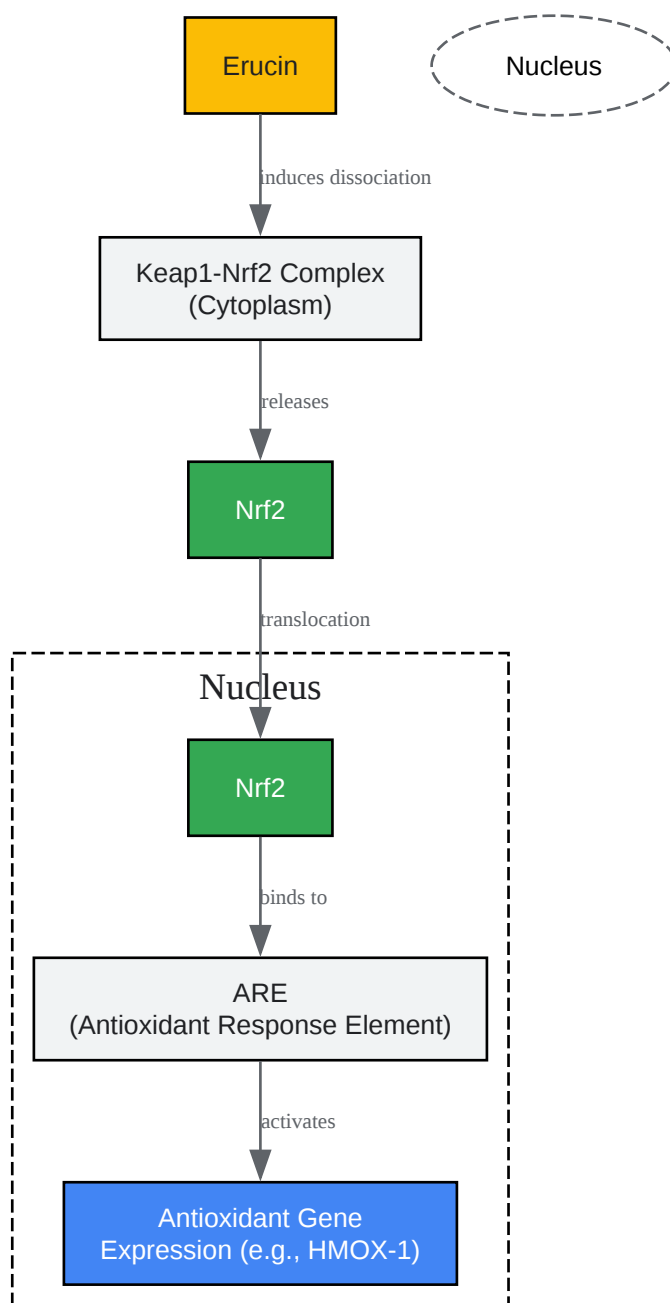 Erucin
Nucleus
induces dissociation
Keap1-Nrf2 Complex
(Cytoplasm)
releases
Nrf2
translocation
Nucleus
Nrf2
binds to
ARE
(Antioxidant Response Element)
activates
Antioxidant Gene
Expression (e.g., HMOX-1)